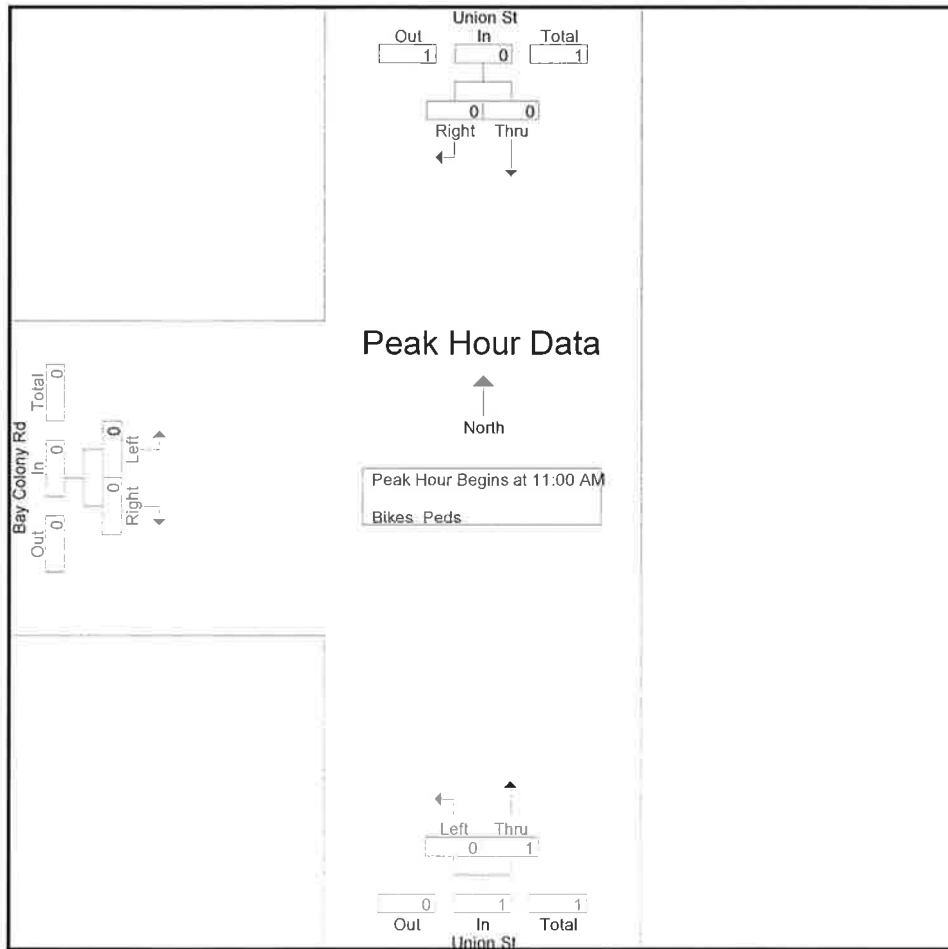 Union St
Out In Total
1 0 1
0 0
Right Thru
Peak Hour Data
North
Peak Hour Begins at 11:00 AM
Bikes Peds
Bay Colony Rd
Out In Total
0 0 0
Right Left
0 0
Left Thru
0 1
0 1 1
Out In Total
Union St